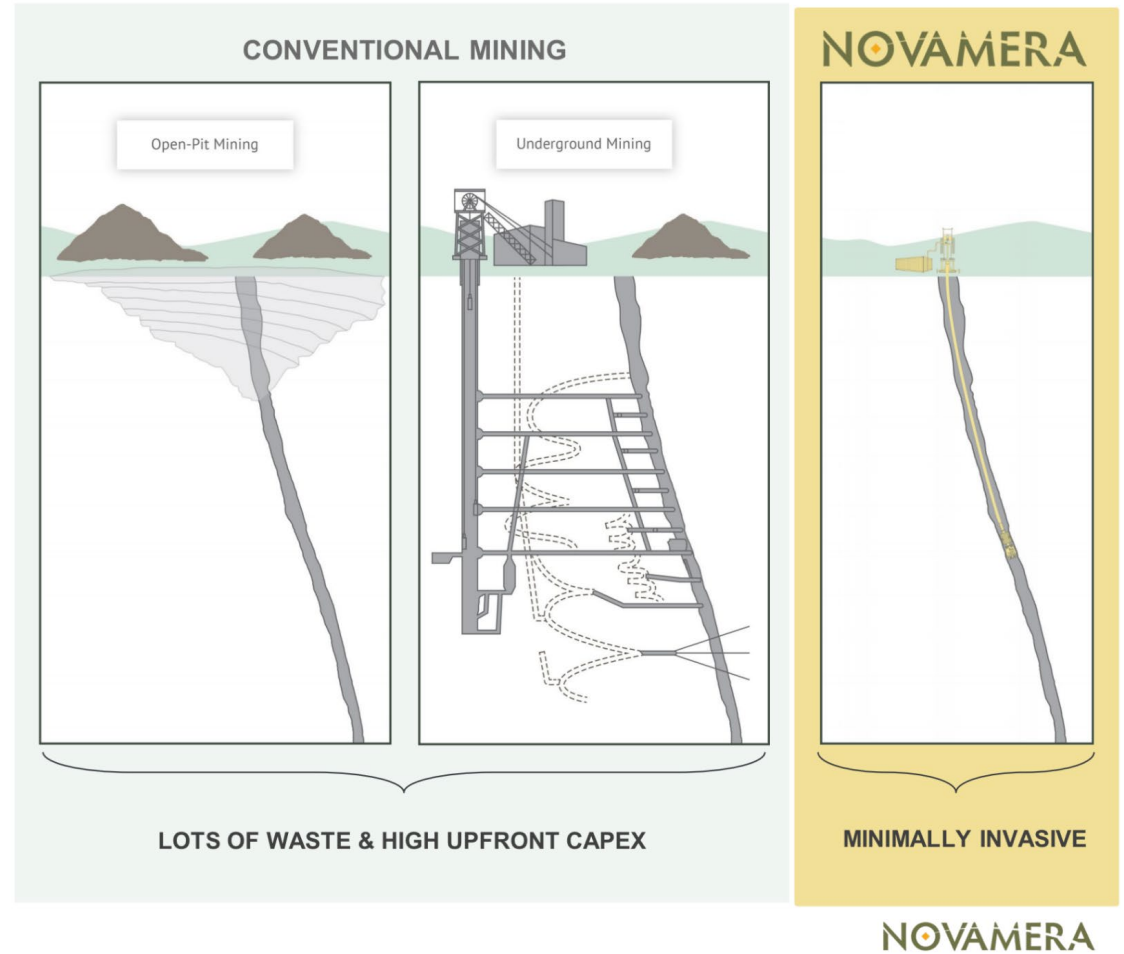 CONVENTIONAL MINING
NOVAMERA
Open-Pit Mining
Underground Mining
LOTS OF WASTE & HIGH UPFRONT CAPEX
MINIMALLY INVASIVE
NOVAMERA